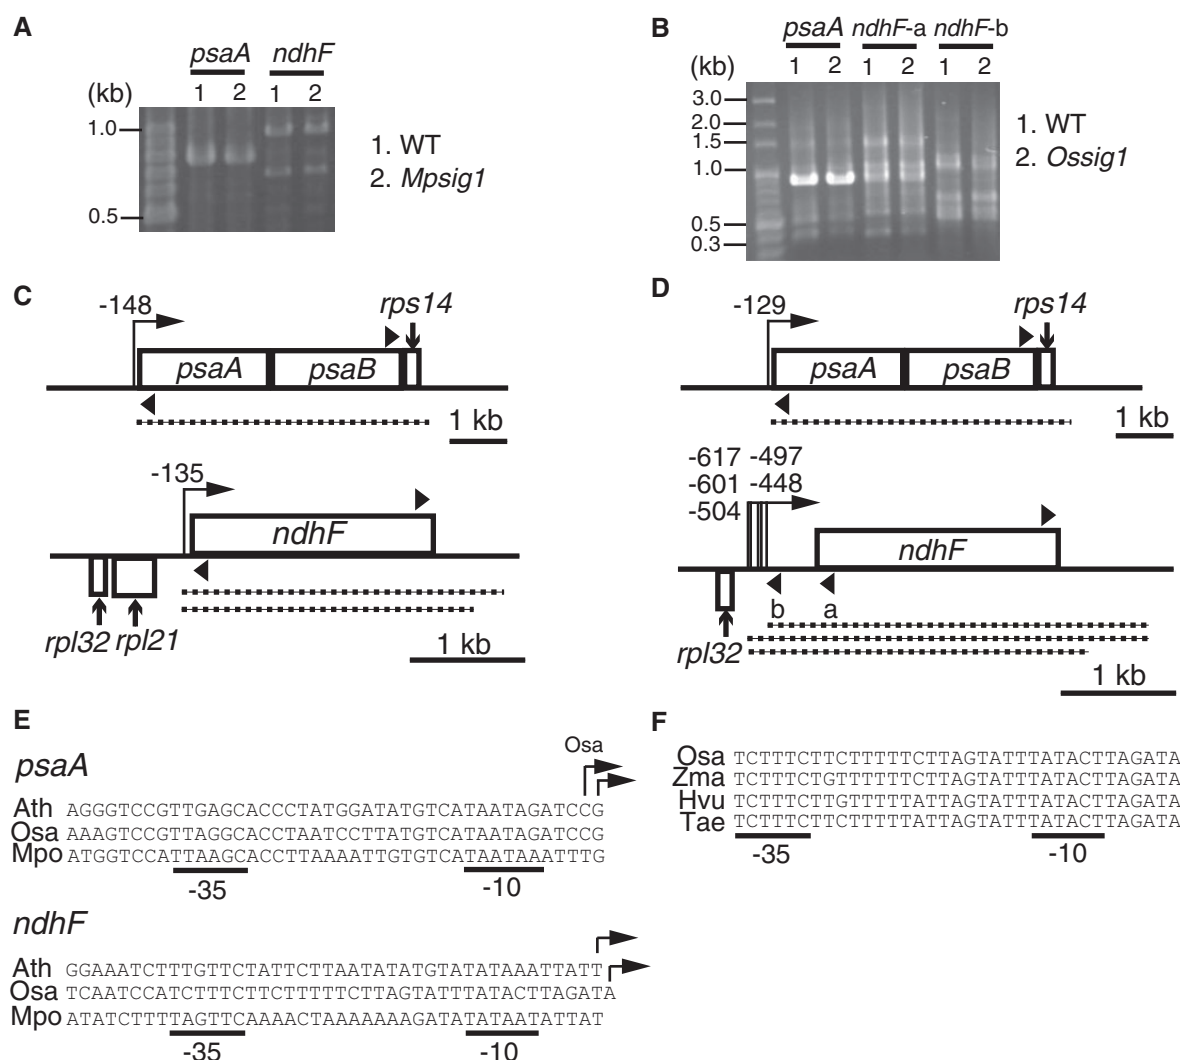 A
psaA ndhF
(kb) 1 2 1 2
1.0
0.5
1. WT
2. Mpsig1
B
psaA ndhF-a ndhF-b
(kb) 1 2 1 2 1 2
3.0
2.0
1.5
1.0
0.5
0.3
1. WT
2. Ossig1
C
-148 rps14
psaA psaB
1 kb
-135
ndhF
rpl32 rpl21
1 kb
D
-129 rps14
psaA psaB
1 kb
-617 -497
-601 -448
-504
ndhF
b a
rpl32
1 kb
E
psaA
Osa
Ath AGGGTCCGTTGAGCACCCTATGGATATGTCATAATAGATCCG
Osa AAAGTCCGTTAGGCACCTAATCCTTATGTCATAATAGATCCG
Mpo ATGGTCCATTAAGCACCTTAAAATTGTGTCATAATAAATTTG
-35 -10
ndhF
Ath GGAAATCTTTGTTCTATTCTTAATATATGTATATAAATTATT
Osa TCAATCCATCTTTCTTCTTTTTCTTAGTATTTATACTTAGATA
Mpo ATATCTTTTAGTTCAAAACTAAAAAAAGATATATAATATTAT
-35 -10
F
Osa TCTTTCTTCTTTTTCTTAGTATTTATACTTAGATA
Zma TCTTTCTGTTTTTTCTTAGTATTTATACTTAGATA
Hvu TCTTTCTTGTTTTTATTAGTATTTATACTTAGATA
Tae TCTTTCTTCTTTTTATTAGTATTTATACTTAGATA
-35 -10